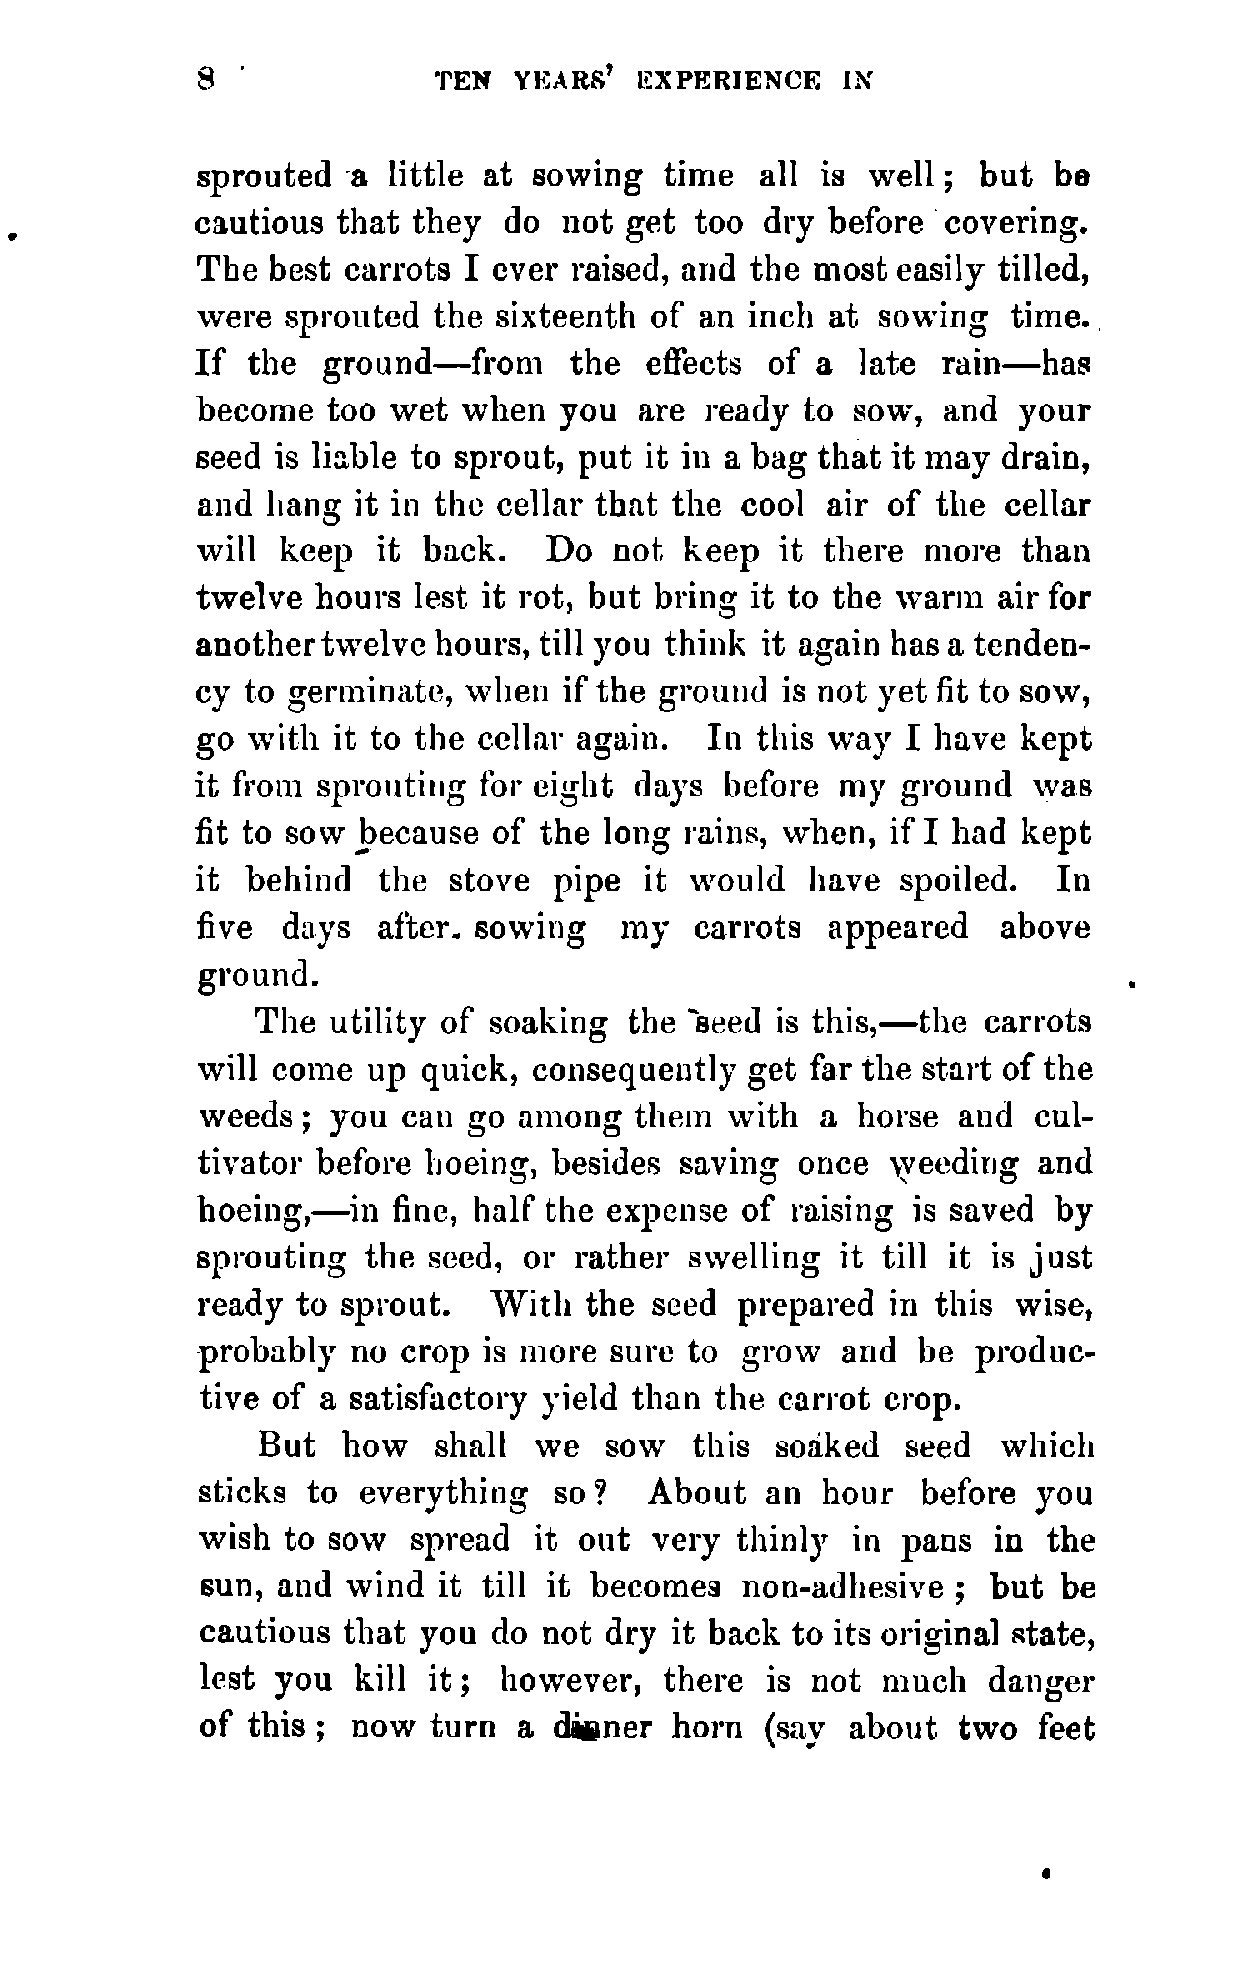 8 TEN YEARS' EXPERIENCE IN
sprouted a little at sowing time all is well; but be
cautious that they do not get too dry before covering.
The best carrots I ever raised, and the most easily tilled,
were sprouted the sixteenth of an inch at sowing time.
If the ground—from the effects of a late rain—has
become too wet when you are ready to sow, and your
seed is liable to sprout, put it in a bag that it may drain,
and hang it in the cellar that the cool air of the cellar
will keep it back. Do not keep it there more than
twelve hours lest it rot, but bring it to the warm air for
another twelve hours, till you think it again has a tenden-
cy to germinate, when if the ground is not yet fit to sow,
go with it to the cellar again. In this way I have kept
it from sprouting for eight days before my ground was
fit to sow because of the long rains, when, if I had kept
it behind the stove pipe it would have spoiled. In
five days after. sowing my carrots appeared above
ground.
The utility of soaking the seed is this,—the carrots
will come up quick, consequently get far the start of the
weeds; you can go among them with a horse and cul-
tivator before hoeing, besides saving once weeding and
hoeing,—in fine, half the expense of raising is saved by
sprouting the seed, or rather swelling it till it is just
ready to sprout. With the seed prepared in this wise,
probably no crop is more sure to grow and be produc-
tive of a satisfactory yield than the carrot crop.
But how shall we sow this soaked seed which
sticks to everything so? About an hour before you
wish to sow spread it out very thinly in pans in the
sun, and wind it till it becomes non-adhesive; but be
cautious that you do not dry it back to its original state,
lest you kill it; however, there is not much danger
of this; now turn a dinner horn (say about two feet